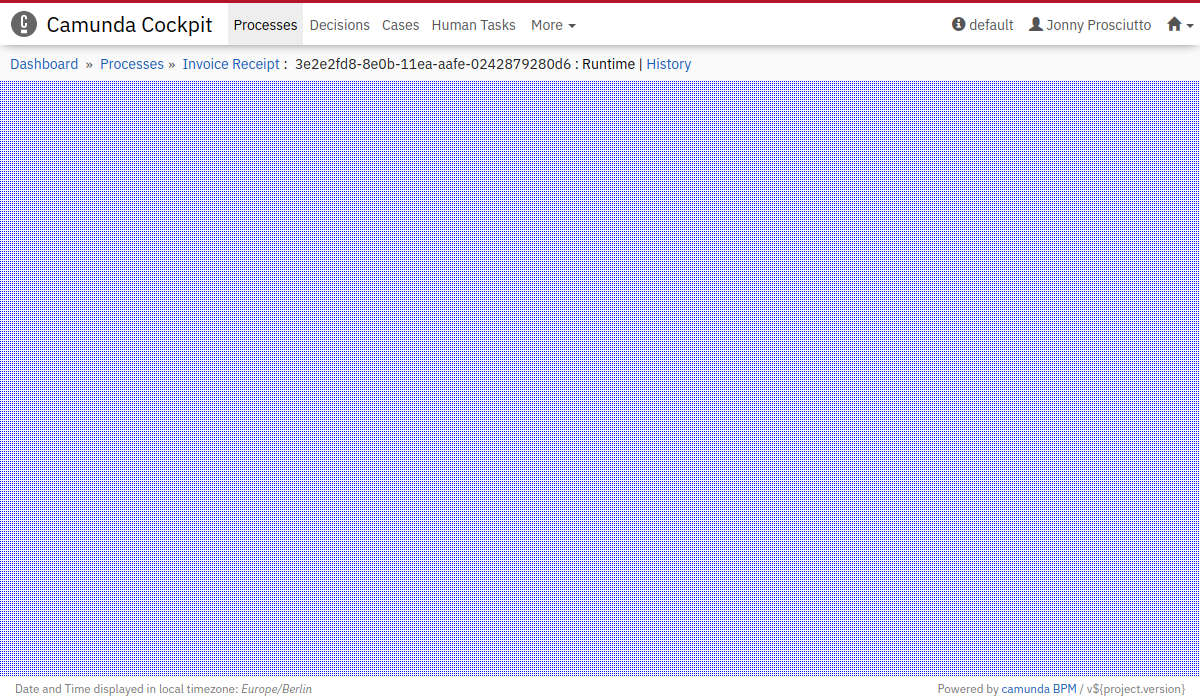 Camunda Cockpit Processes Decisions Cases Human Tasks More default Jonny Prosciutto
Dashboard » Processes » Invoice Receipt : 3e2e2fd8-8e0b-11ea-aafe-0242879280d6 : Runtime | History
Date and Time displayed in local timezone: Europe/Berlin Powered by camunda BPM / v${project.version}